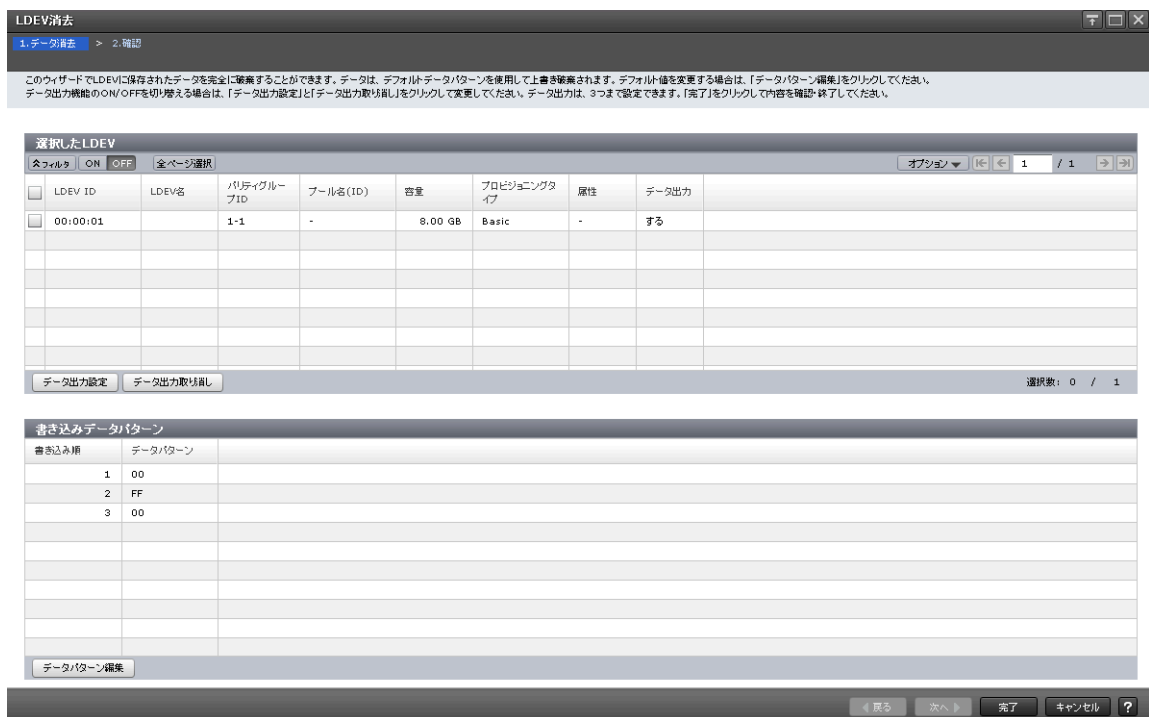 LDEV消去
1.データ消去 > 2.確認
このウィザードでLDEVに保存されたデータを完全に破棄することができます。データは、デフォルトデータパターンを使用して上書き破棄されます。デフォルト値を変更する場合は、「データパターン編集」をクリックしてください。
データ出力機能のON/OFFを切り替える場合は、「データ出力設定」と「データ出力取り消し」をクリックして変更してください。データ出力は、3つまで設定できます。「完了」をクリックして内容を確認・終了してください。
選択したLDEV
フィルタ ON OFF 全ページ選択 オプション 1 / 1
LDEV ID LDEV名 パリティグループID プール名(ID) 容量 プロビジョニングタイプ 属性 データ出力
00:00:01 1-1 - 8.00 GB Basic - する
データ出力設定 データ出力取り消し 選択数: 0 / 1
書き込みデータパターン
書き込み順 データパターン
1 00
2 FF
3 00
データパターン編集
戻る 次へ 完了 キャンセル ?